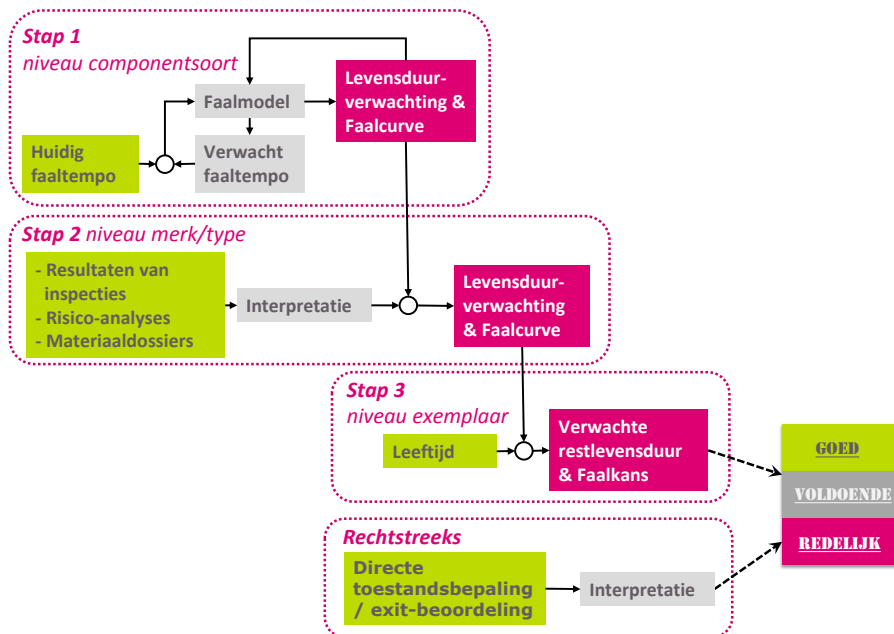 Stap 1
niveau componentsoort
Levensduur-
verwachting &
Faalcurve
Faalmodel
Huidig
faaltempo
Verwacht
faaltempo
Stap 2 niveau merk/type
- Resultaten van
inspecties
- Risico-analyses
- Materiaaldossiers
Interpretatie
Levensduur-
verwachting
& Faalcurve
Stap 3
niveau exemplaar
Leeftijd
Verwachte
restlevensduur
& Faalkans
GOED
VOLDOENDE
REDELIJK
Rechtstreeks
Directe
toestandsbepaling
/ exit-beoordeling
Interpretatie